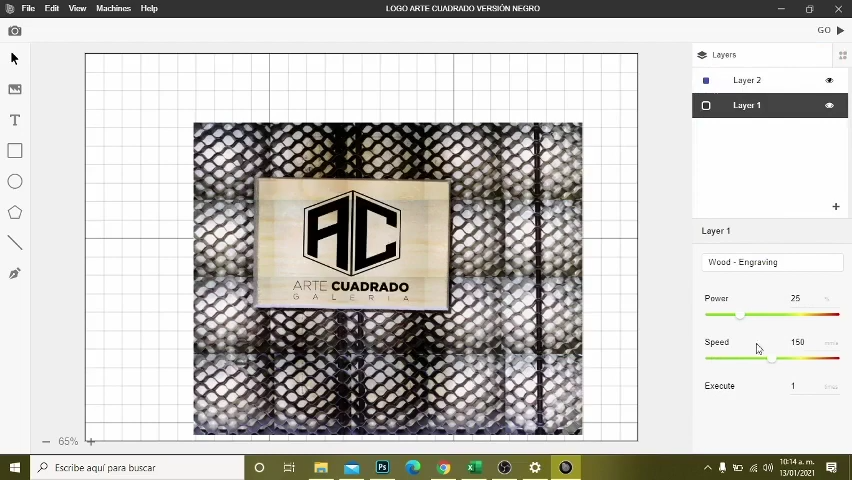 File Edit View Machines Help
LOGO ARTE CUADRADO VERSIÓN NEGRO
GO
Layers
Layer 2
Layer 1
Layer 1
Wood - Engraving
Power 25 %
Speed 150 mm/s
Execute 1
AC
ARTE CUADRADO
GALERIA
T
65%
Escribe aquí para buscar
Ps
10:14 a. m.
13/01/2021